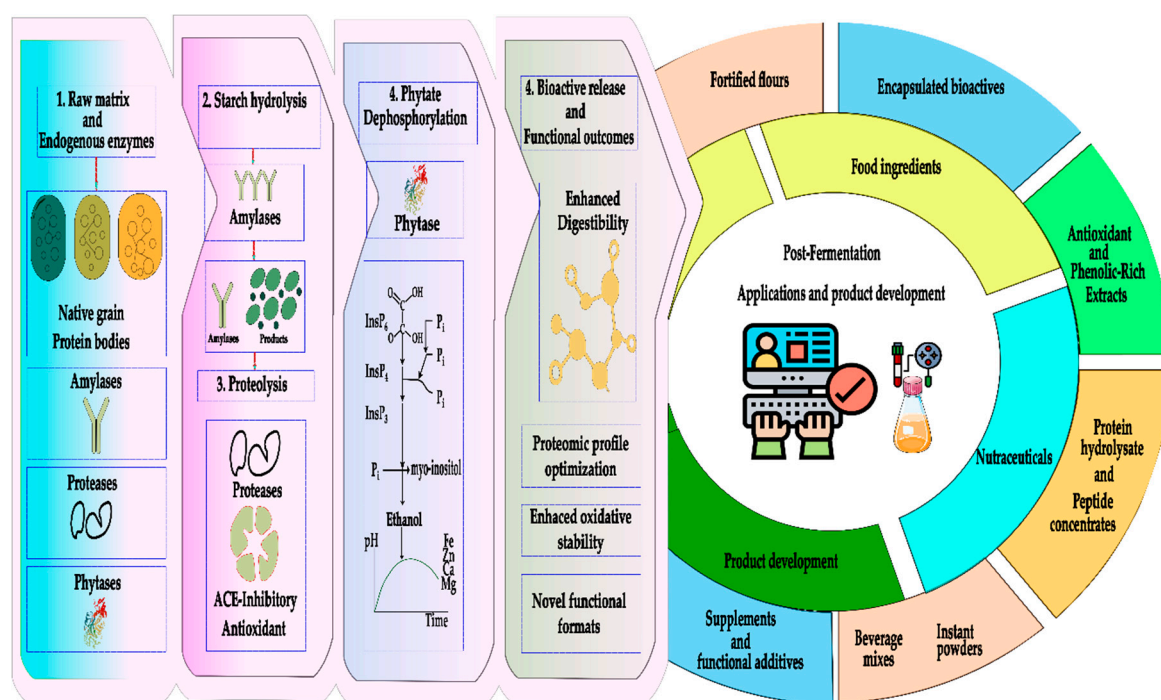 1. Raw matrix
and
Endogenous enzymes
Native grain
Protein bodies
Amylases
Proteases
Phytases
2. Starch hydrolysis
Amylases
Amylases
Products
3. Proteolysis
Proteases
ACE-Inhibitory
Antioxidant
4. Phytate
Dephosphorylation
Phytase
O
OH
C
InsP6
Pi
C
O
OH
Pi
InsP4
Pi
InsP3
Pi
myo-inositol
Ethanol
pH
Fe
Zn
Ca
Mg
Time
4. Bioactive release
and
Functional outcomes
Enhanced
Digestibility
Proteomic profile
optimization
Enhaced oxidative
stability
Novel functional
formats
Fortified flours
Encapsulated bioactives
Food ingredients
Antioxidant and
Phenolic-Rich
Extracts
Post-Fermentation
Applications and product development
Nutraceuticals
Protein
hydrolysate
and
Peptide
concentrates
Product development
Supplements
and
functional additives
Beverage
mixes
Instant
powders